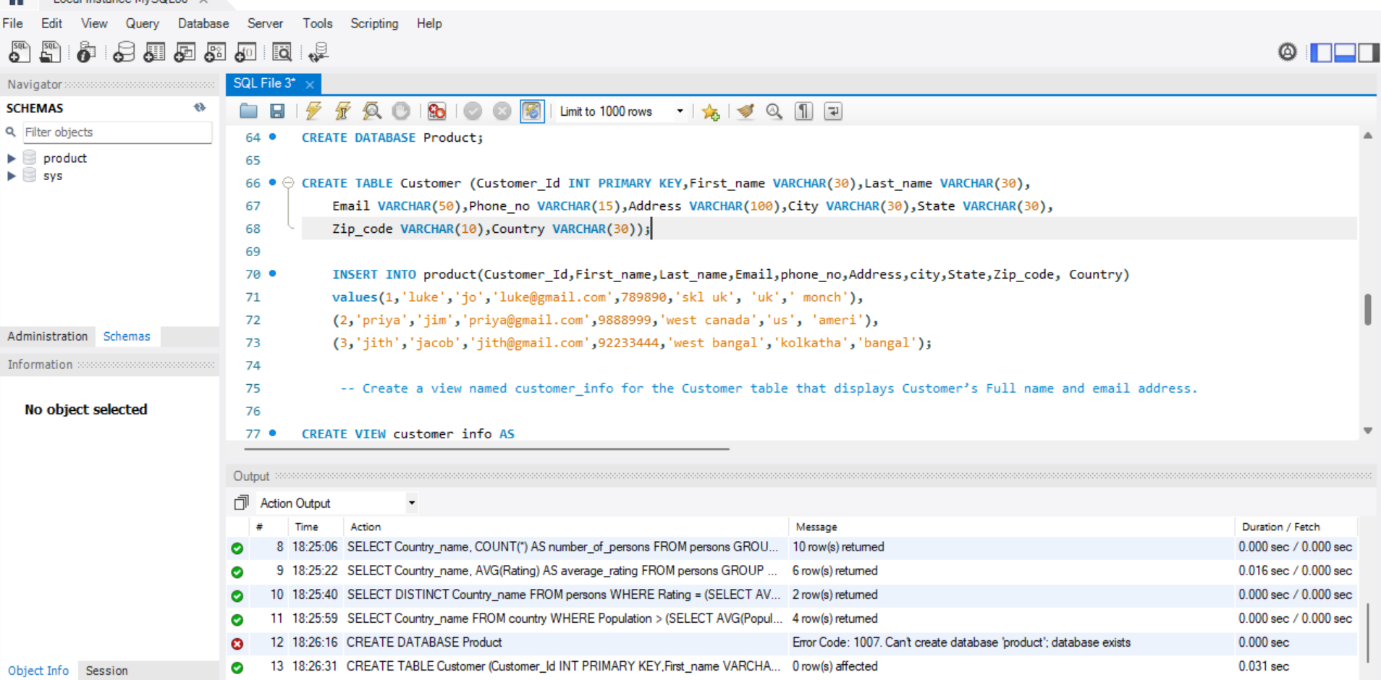 File Edit View Query Database Server Tools Scripting Help
Navigator
SCHEMAS
Filter objects
product
sys
Administration Schemas
Information
No object selected
Object Info Session
SQL File 3*
Limit to 1000 rows
64 CREATE DATABASE Product;
65
66 CREATE TABLE Customer (Customer_Id INT PRIMARY KEY,First_name VARCHAR(30),Last_name VARCHAR(30),
67 Email VARCHAR(50),Phone_no VARCHAR(15),Address VARCHAR(100),City VARCHAR(30),State VARCHAR(30),
68 Zip_code VARCHAR(10),Country VARCHAR(30));
69
70 INSERT INTO product(Customer_Id,First_name,Last_name,Email,phone_no,Address,city,State,Zip_code, Country)
71 values(1,'luke','jo','luke@gmail.com',789890,'skl uk', 'uk',' monch'),
72 (2,'priya','jim','priya@gmail.com',9888999,'west canada','us', 'ameri'),
73 (3,'jith','jacob','jith@gmail.com',92233444,'west bangal','kolkatha','bangal');
74
75 -- Create a view named customer_info for the Customer table that displays Customer’s Full name and email address.
76
77 CREATE VIEW customer info AS
Output
Action Output
# Time Action Message Duration / Fetch
8 18:25:06 SELECT Country_name, COUNT(*) AS number_of_persons FROM persons GROU... 10 row(s) returned 0.000 sec / 0.000 sec
9 18:25:22 SELECT Country_name, AVG(Rating) AS average_rating FROM persons GROUP ... 6 row(s) returned 0.016 sec / 0.000 sec
10 18:25:40 SELECT DISTINCT Country_name FROM persons WHERE Rating = (SELECT AV... 2 row(s) returned 0.000 sec / 0.000 sec
11 18:25:59 SELECT Country_name FROM country WHERE Population > (SELECT AVG(Popul... 4 row(s) returned 0.000 sec / 0.000 sec
12 18:26:16 CREATE DATABASE Product Error Code: 1007. Can't create database 'product'; database exists 0.000 sec
13 18:26:31 CREATE TABLE Customer (Customer_Id INT PRIMARY KEY,First_name VARCHA... 0 row(s) affected 0.031 sec